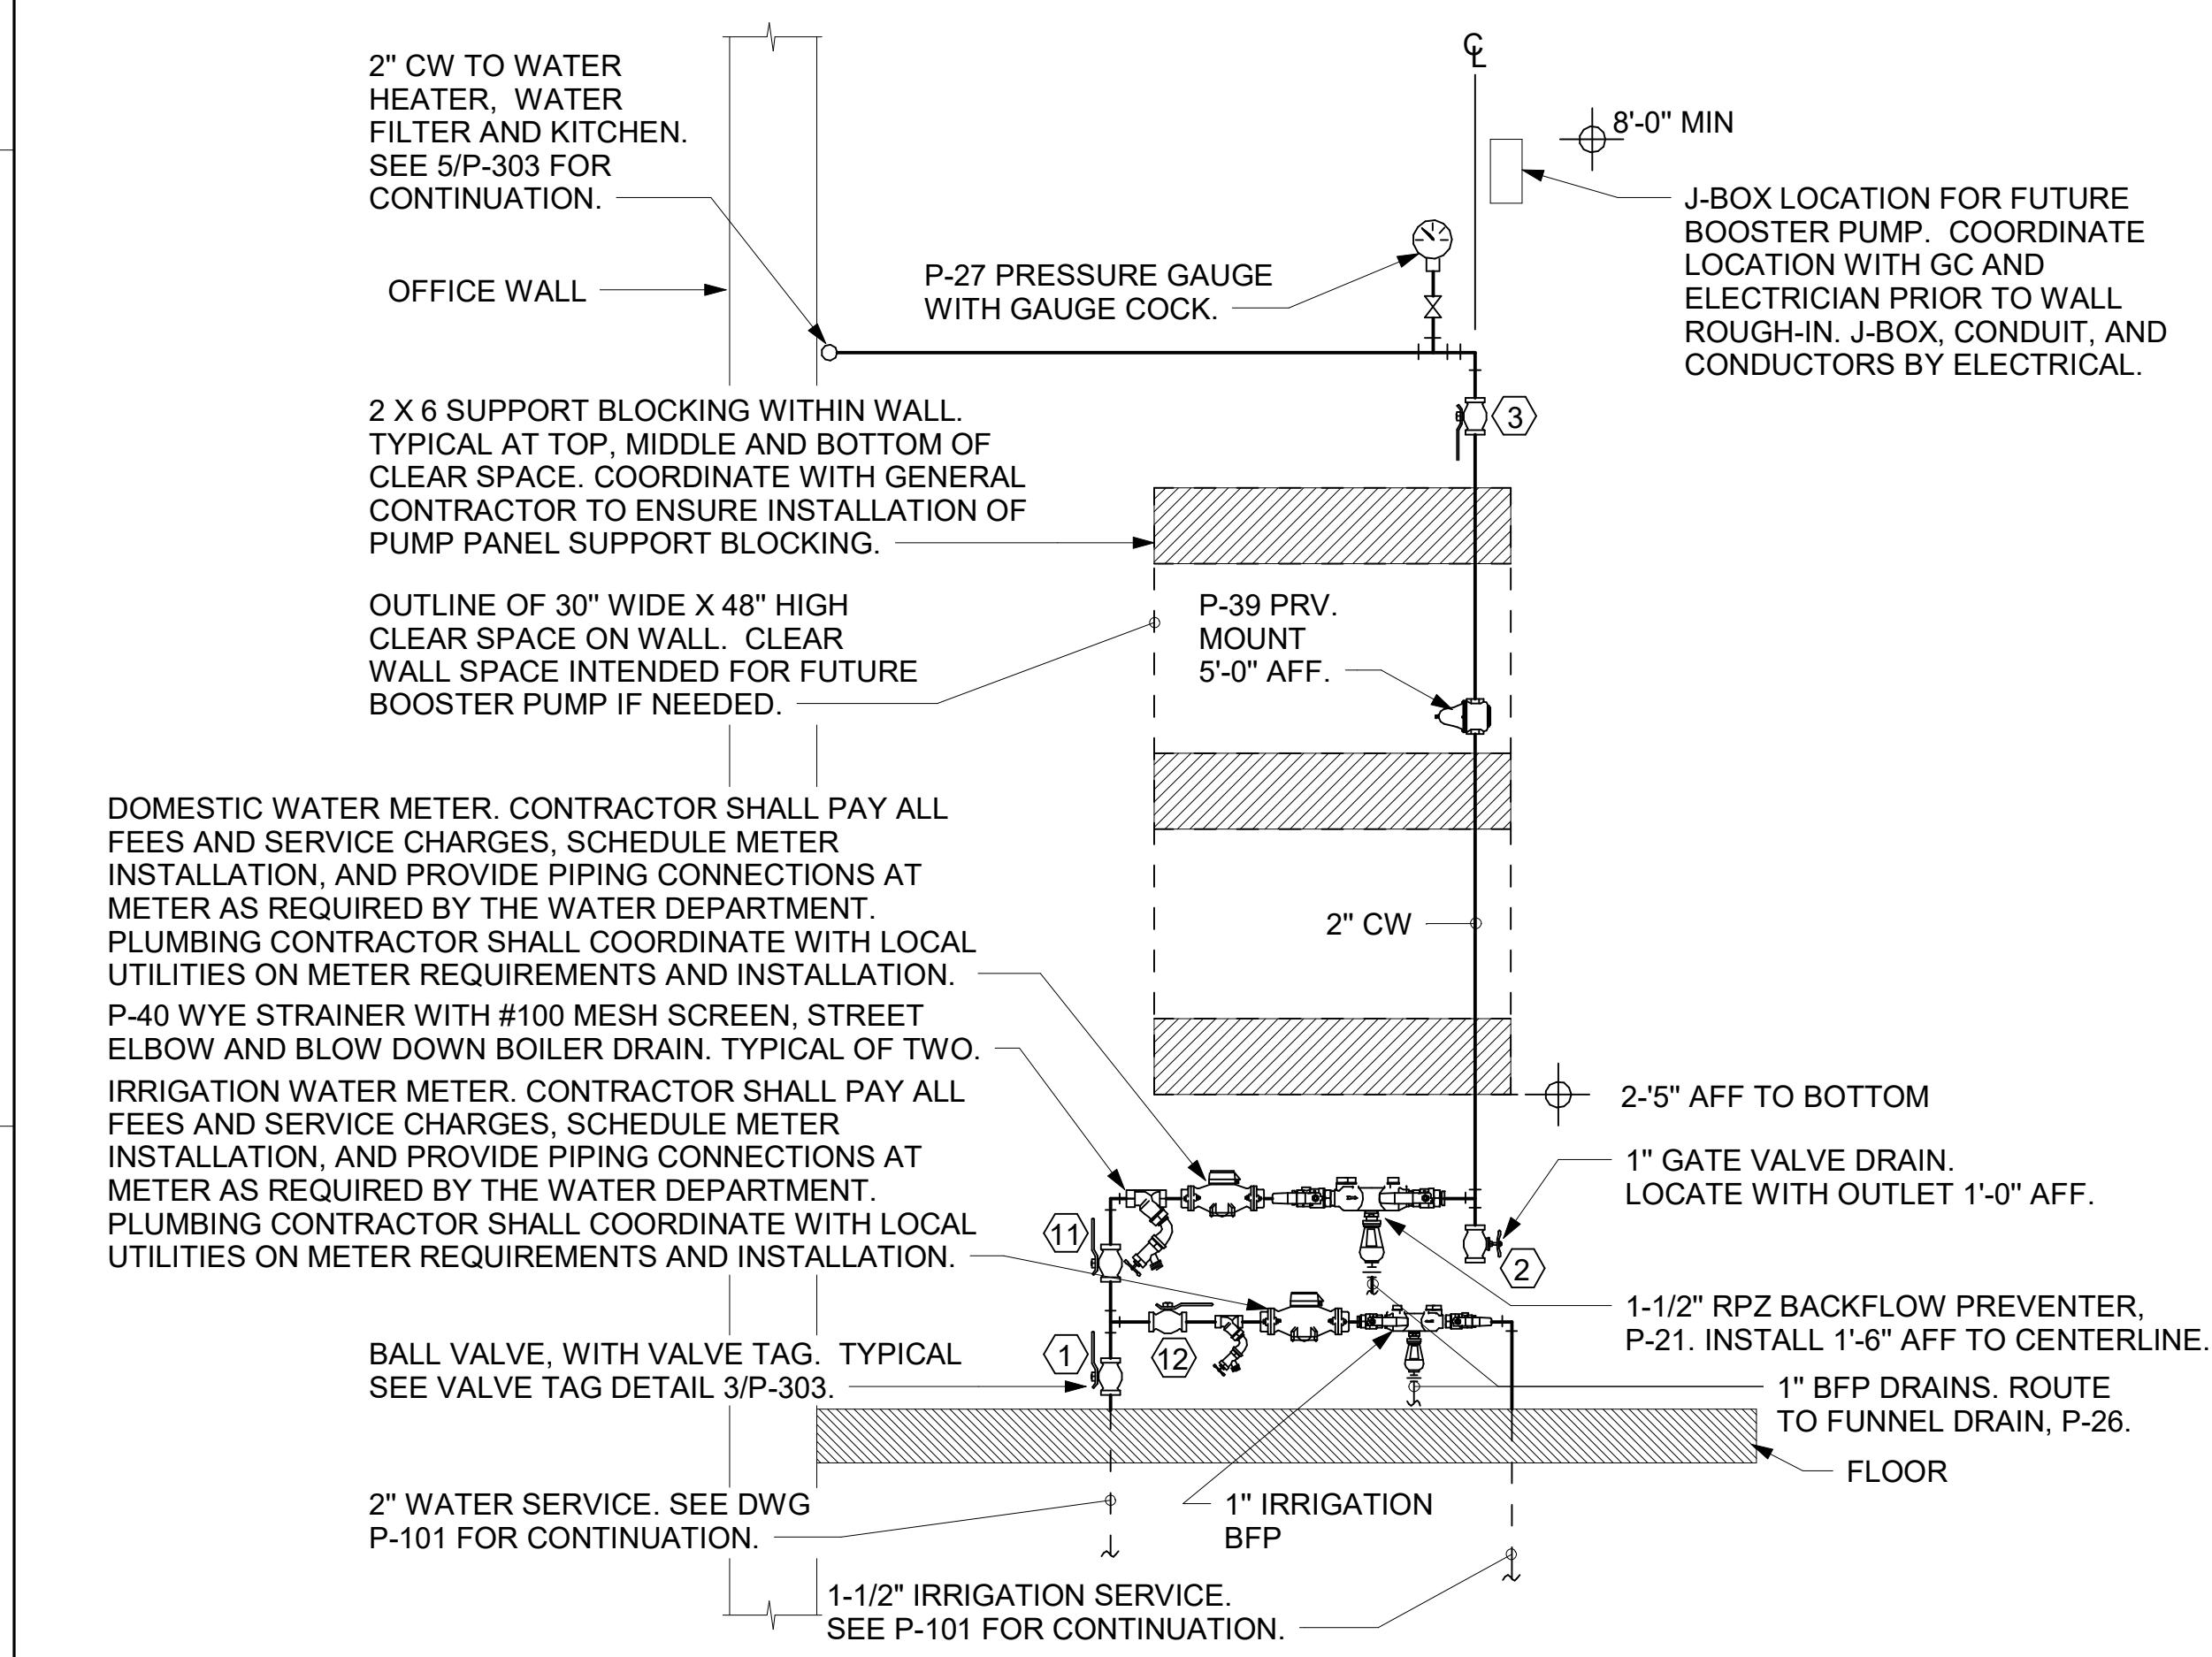 2" CW TO WATER
HEATER, WATER
FILTER AND KITCHEN.
SEE 5/P-303 FOR
CONTINUATION.
OFFICE WALL
P-27 PRESSURE GAUGE
WITH GAUGE COCK.
℄
8'-0" MIN
J-BOX LOCATION FOR FUTURE
BOOSTER PUMP. COORDINATE
LOCATION WITH GC AND
ELECTRICIAN PRIOR TO WALL
ROUGH-IN. J-BOX, CONDUIT, AND
CONDUCTORS BY ELECTRICAL.
3
2 X 6 SUPPORT BLOCKING WITHIN WALL.
TYPICAL AT TOP, MIDDLE AND BOTTOM OF
CLEAR SPACE. COORDINATE WITH GENERAL
CONTRACTOR TO ENSURE INSTALLATION OF
PUMP PANEL SUPPORT BLOCKING.
OUTLINE OF 30" WIDE X 48" HIGH
CLEAR SPACE ON WALL. CLEAR
WALL SPACE INTENDED FOR FUTURE
BOOSTER PUMP IF NEEDED.
P-39 PRV.
MOUNT
5'-0" AFF.
DOMESTIC WATER METER. CONTRACTOR SHALL PAY ALL
FEES AND SERVICE CHARGES, SCHEDULE METER
INSTALLATION, AND PROVIDE PIPING CONNECTIONS AT
METER AS REQUIRED BY THE WATER DEPARTMENT.
PLUMBING CONTRACTOR SHALL COORDINATE WITH LOCAL
UTILITIES ON METER REQUIREMENTS AND INSTALLATION.
2" CW
P-40 WYE STRAINER WITH #100 MESH SCREEN, STREET
ELBOW AND BLOW DOWN BOILER DRAIN. TYPICAL OF TWO.
IRRIGATION WATER METER. CONTRACTOR SHALL PAY ALL
FEES AND SERVICE CHARGES, SCHEDULE METER
INSTALLATION, AND PROVIDE PIPING CONNECTIONS AT
METER AS REQUIRED BY THE WATER DEPARTMENT.
PLUMBING CONTRACTOR SHALL COORDINATE WITH LOCAL
UTILITIES ON METER REQUIREMENTS AND INSTALLATION.
2-'5" AFF TO BOTTOM
1" GATE VALVE DRAIN.
LOCATE WITH OUTLET 1'-0" AFF.
11
2
1-1/2" RPZ BACKFLOW PREVENTER,
P-21. INSTALL 1'-6" AFF TO CENTERLINE.
BALL VALVE, WITH VALVE TAG. TYPICAL
SEE VALVE TAG DETAIL 3/P-303.
1
12
1" BFP DRAINS. ROUTE
TO FUNNEL DRAIN, P-26.
FLOOR
2" WATER SERVICE. SEE DWG
P-101 FOR CONTINUATION.
1" IRRIGATION
BFP
1-1/2" IRRIGATION SERVICE.
SEE P-101 FOR CONTINUATION.